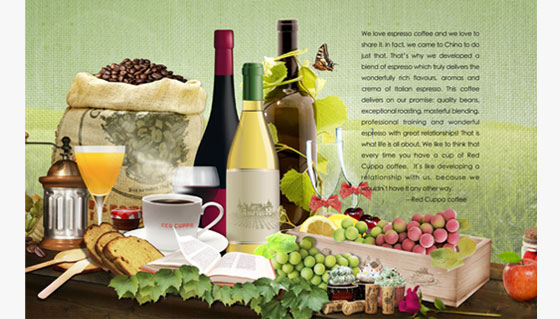 We love espresso coffee and we love to
share it. In fact, we came to China to do
just that. That's why we developed a
blend of espresso which truly delivers the
wonderfully rich flavours, aromas and
crema of Italian espresso. This coffee
delivers on our promise: quality beans,
exceptional roasting, masterful blending,
professional training and wonderful
espresso with great relationships! That is
what life is all about. We like to think that
every time you have a cup of Red
Cuppa coffee, it's like developing a
relationship with us, because we
wouldn't have it any other way.
—Red Cuppa coffee
RED CUPPA